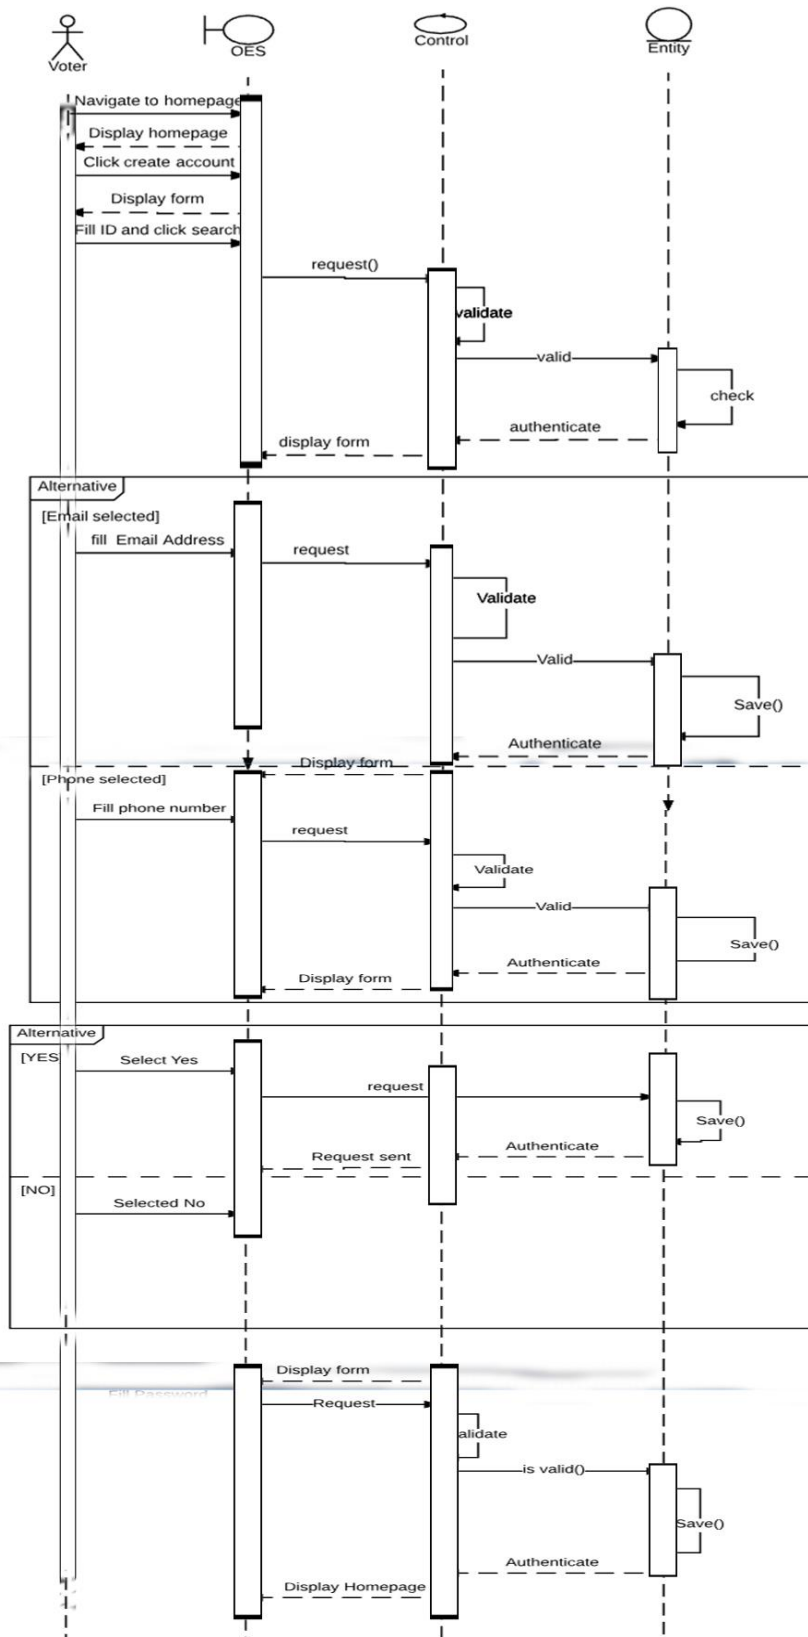 Voter
OES
Control
Entity
Navigate to homepage
Display homepage
Click create account
Display form
Fill ID and click search
request()
validate
valid
check
authenticate
display form
Alternative
[Email selected]
fill Email Address
request
Validate
Valid
Save()
Authenticate
Display form
[Phone selected]
Fill phone number
request
Validate
Valid
Save()
Authenticate
Display form
Alternative
[YES
Select Yes
request
Save()
Authenticate
Request sent
[NO]
Selected No
Display form
Fill Password
Request
alidate
is valid()
Save()
Authenticate
Display Homepage